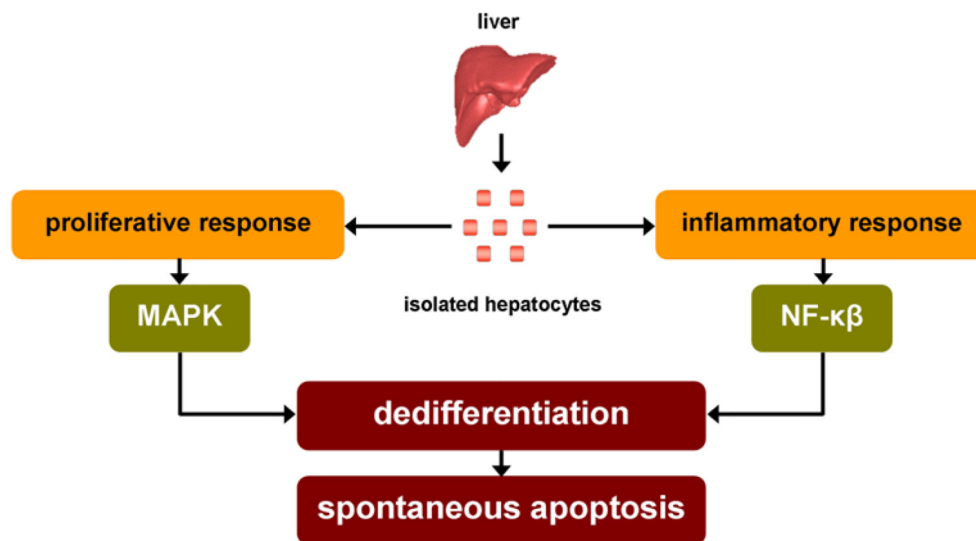 liver
proliferative response
inflammatory response
isolated hepatocytes
MAPK
NF-κβ
dedifferentiation
spontaneous apoptosis